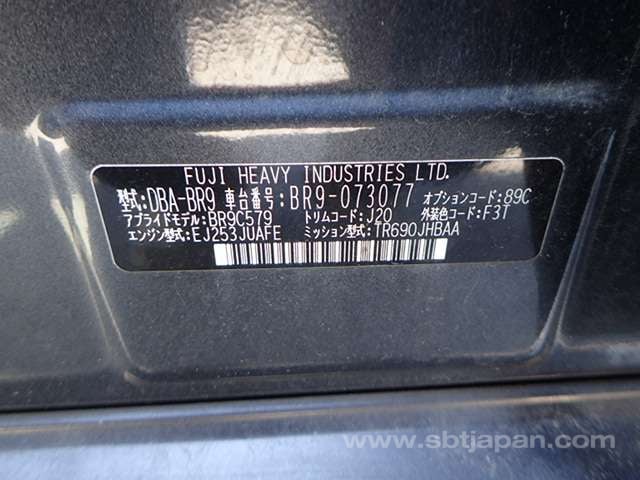 FUJI HEAVY INDUSTRIES LTD.
型式:DBA-BR9 車台番号:BR9-073077 オプションコード:89C
アプライドモデル:BR9C579 トリムコード:J20 外装色コード:F3T
エンジン型式:EJ253JUAFE ミッション型式:TR690JHBAA
www.sbtjapan.com